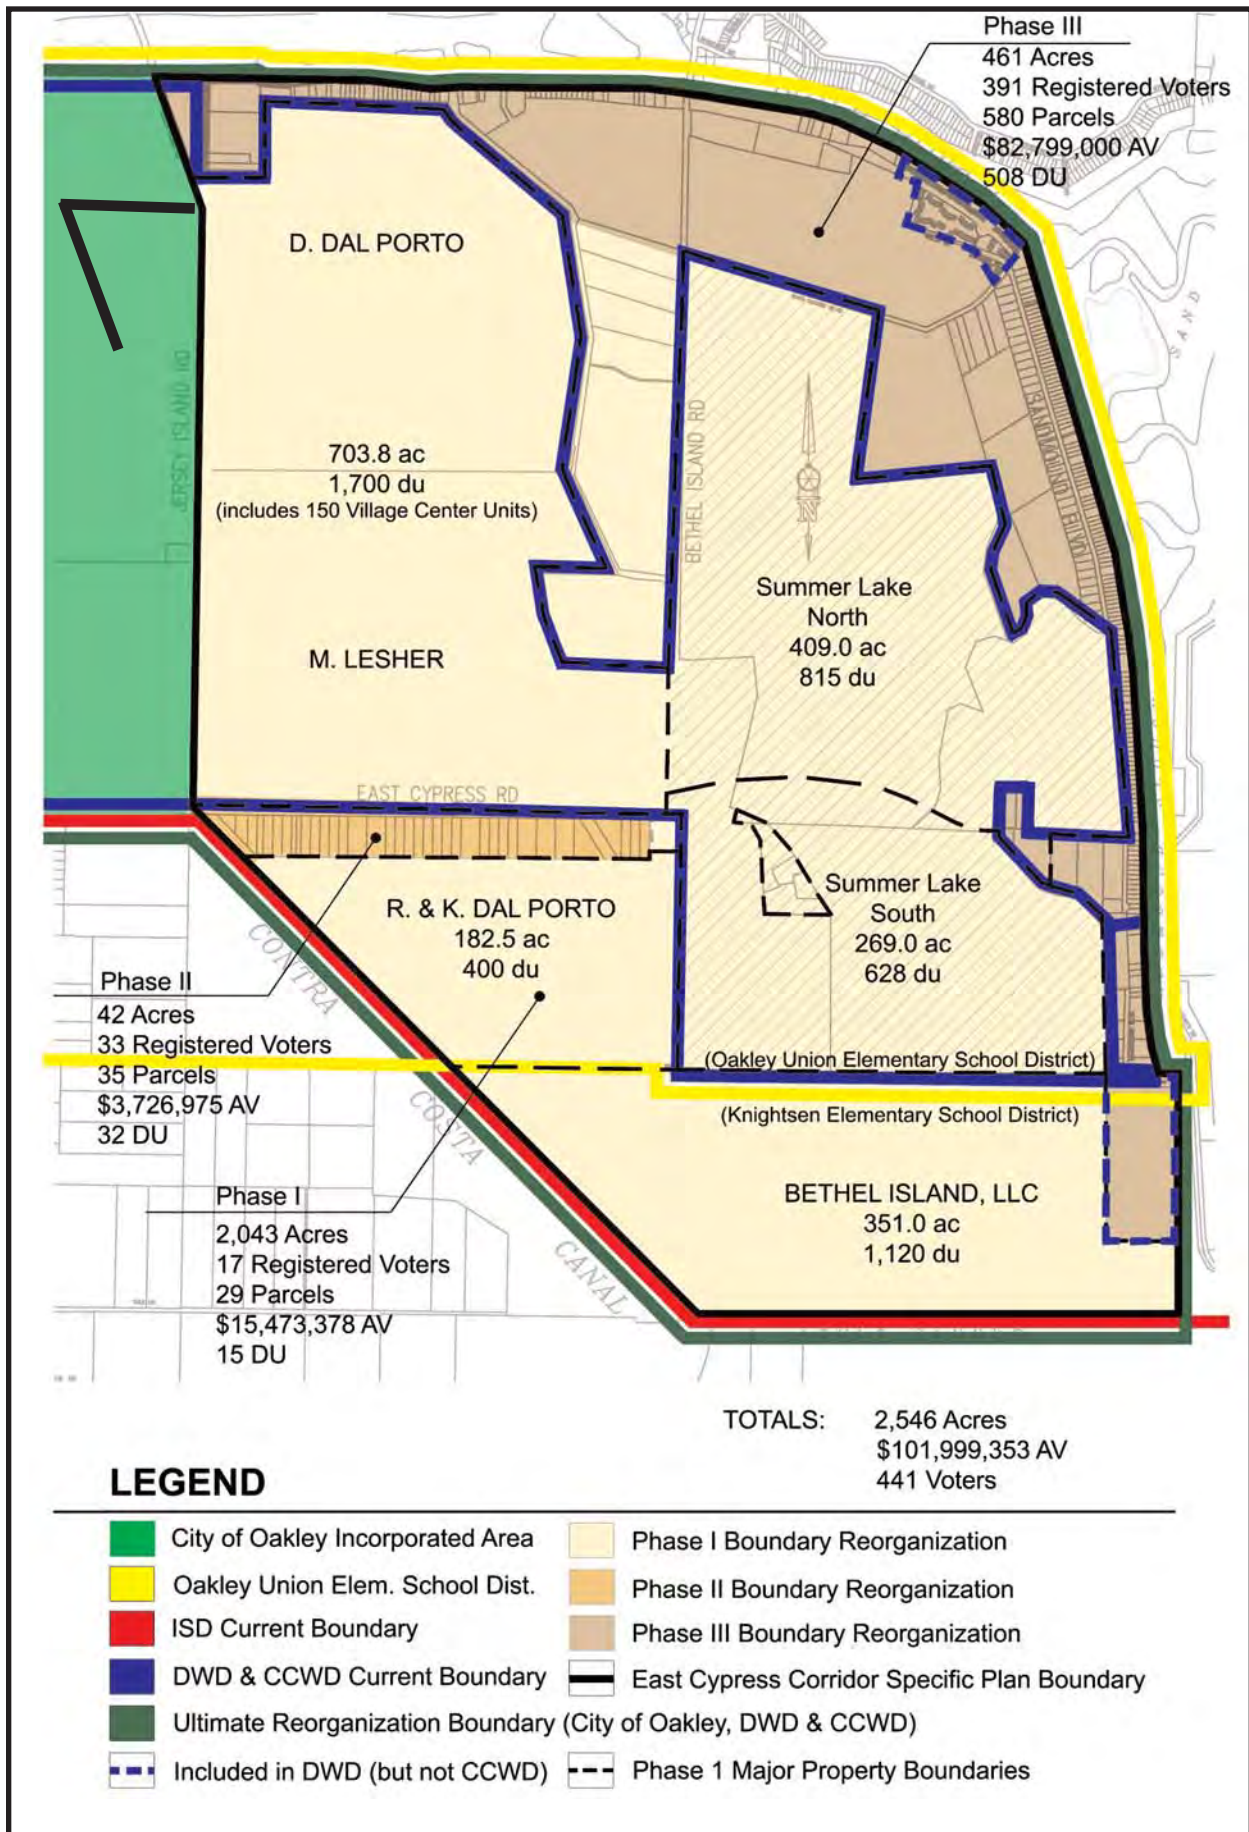 Phase III
461 Acres
391 Registered Voters
580 Parcels
$82,799,000 AV
508 DU
SAND
D. DAL PORTO
JERSEY ISLAND RD
BETHEL ISLAND RD
SANDMOUND BLVD
703.8 ac
1,700 du
(includes 150 Village Center Units)
Summer Lake
North
409.0 ac
815 du
M. LESHER
EAST CYPRESS RD
R. & K. DAL PORTO
182.5 ac
400 du
Summer Lake
South
269.0 ac
628 du
CONTRA
COSTA
CANAL
Phase II
42 Acres
33 Registered Voters
35 Parcels
$3,726,975 AV
32 DU
(Oakley Union Elementary School District)
(Knightsen Elementary School District)
BETHEL ISLAND, LLC
351.0 ac
1,120 du
Phase I
2,043 Acres
17 Registered Voters
29 Parcels
$15,473,378 AV
15 DU
TOTALS: 2,546 Acres
$101,999,353 AV
441 Voters
LEGEND
City of Oakley Incorporated Area
Oakley Union Elem. School Dist.
ISD Current Boundary
DWD & CCWD Current Boundary
Ultimate Reorganization Boundary (City of Oakley, DWD & CCWD)
Included in DWD (but not CCWD)
Phase I Boundary Reorganization
Phase II Boundary Reorganization
Phase III Boundary Reorganization
East Cypress Corridor Specific Plan Boundary
Phase 1 Major Property Boundaries